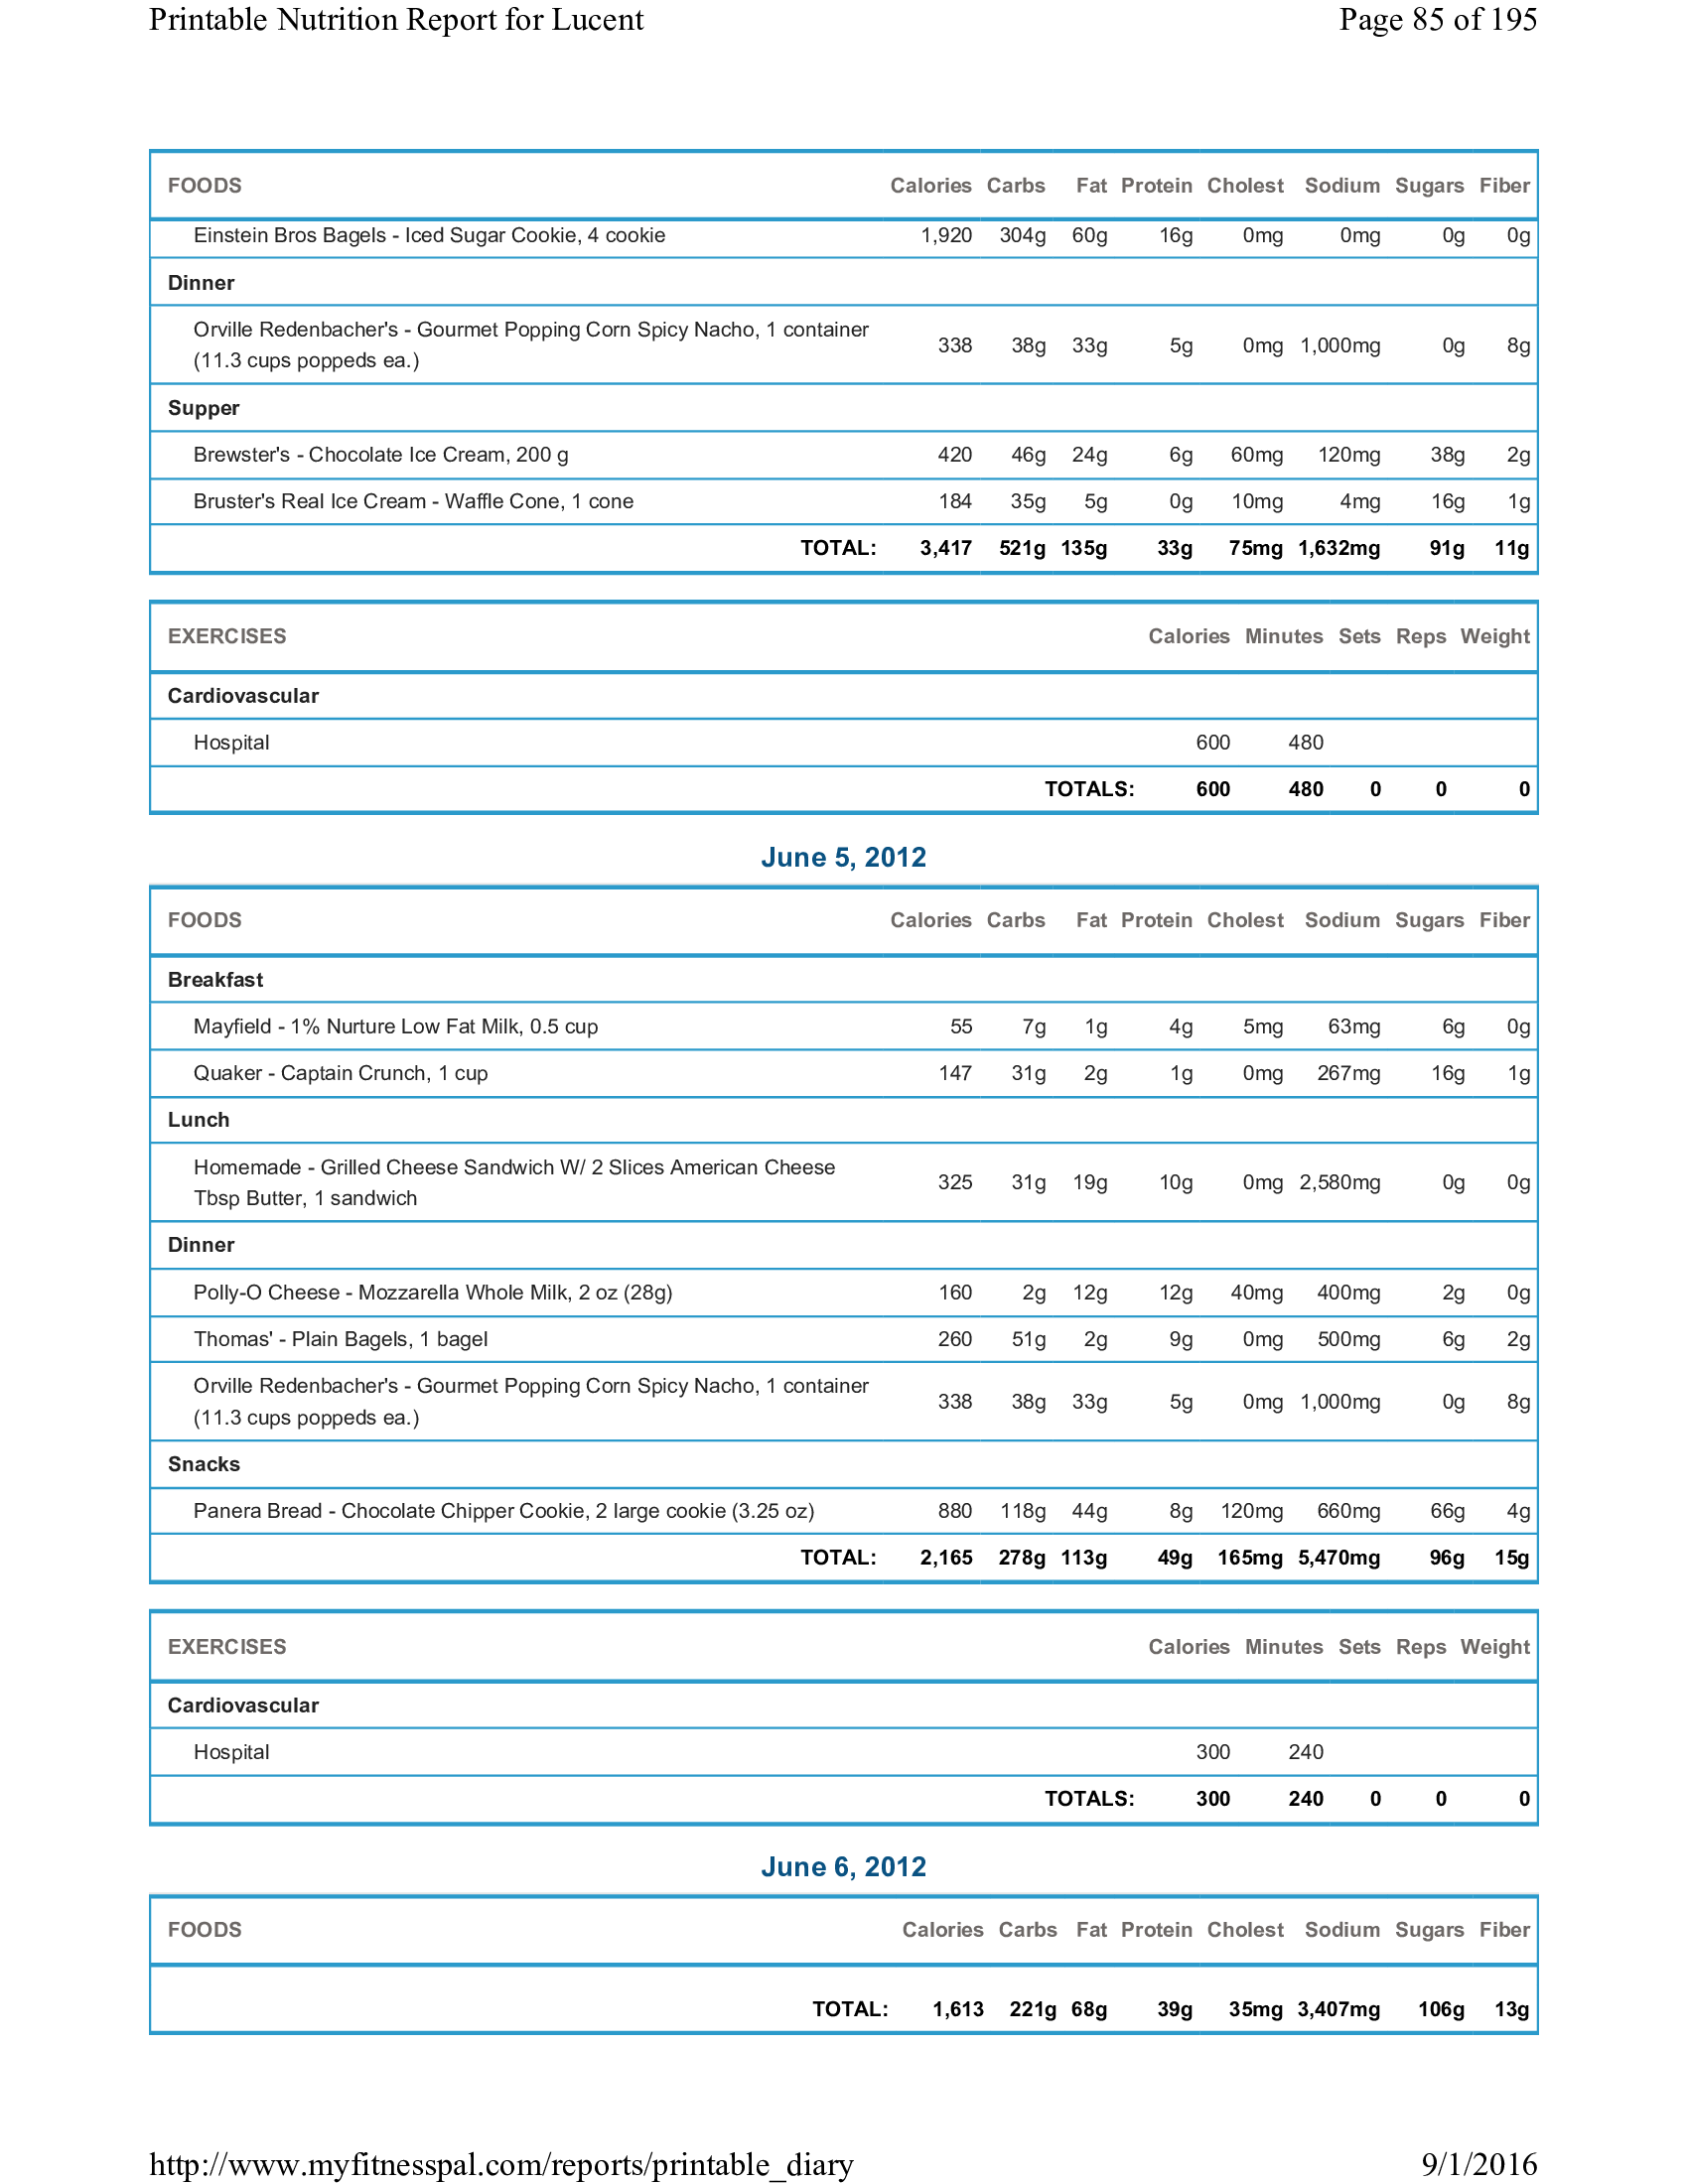 Printable Nutrition Report for Lucent Page 85 of 195
FOODS Calories Carbs Fat Protein Cholest Sodium Sugars Fiber
Einstein Bros Bagels - Iced Sugar Cookie, 4 cookie 1,920 304g 60g 16g 0mg 0mg 0g 0g
Dinner
Orville Redenbacher's - Gourmet Popping Corn Spicy Nacho, 1 container
(11.3 cups poppeds ea.) 338 38g 33g 5g 0mg 1,000mg 0g 8g
Supper
Brewster's - Chocolate Ice Cream, 200 g 420 46g 24g 6g 60mg 120mg 38g 2g
Bruster's Real Ice Cream - Waffle Cone, 1 cone 184 35g 5g 0g 10mg 4mg 16g 1g
TOTAL: 3,417 521g 135g 33g 75mg 1,632mg 91g 11g
EXERCISES Calories Minutes Sets Reps Weight
Cardiovascular
Hospital 600 480
TOTALS: 600 480 0 0 0
June 5, 2012
FOODS Calories Carbs Fat Protein Cholest Sodium Sugars Fiber
Breakfast
Mayfield - 1% Nurture Low Fat Milk, 0.5 cup 55 7g 1g 4g 5mg 63mg 6g 0g
Quaker - Captain Crunch, 1 cup 147 31g 2g 1g 0mg 267mg 16g 1g
Lunch
Homemade - Grilled Cheese Sandwich W/ 2 Slices American Cheese
Tbsp Butter, 1 sandwich 325 31g 19g 10g 0mg 2,580mg 0g 0g
Dinner
Polly-O Cheese - Mozzarella Whole Milk, 2 oz (28g) 160 2g 12g 12g 40mg 400mg 2g 0g
Thomas' - Plain Bagels, 1 bagel 260 51g 2g 9g 0mg 500mg 6g 2g
Orville Redenbacher's - Gourmet Popping Corn Spicy Nacho, 1 container
(11.3 cups poppeds ea.) 338 38g 33g 5g 0mg 1,000mg 0g 8g
Snacks
Panera Bread - Chocolate Chipper Cookie, 2 large cookie (3.25 oz) 880 118g 44g 8g 120mg 660mg 66g 4g
TOTAL: 2,165 278g 113g 49g 165mg 5,470mg 96g 15g
EXERCISES Calories Minutes Sets Reps Weight
Cardiovascular
Hospital 300 240
TOTALS: 300 240 0 0 0
June 6, 2012
FOODS Calories Carbs Fat Protein Cholest Sodium Sugars Fiber
TOTAL: 1,613 221g 68g 39g 35mg 3,407mg 106g 13g
http://www.myfitnesspal.com/reports/printable_diary 9/1/2016